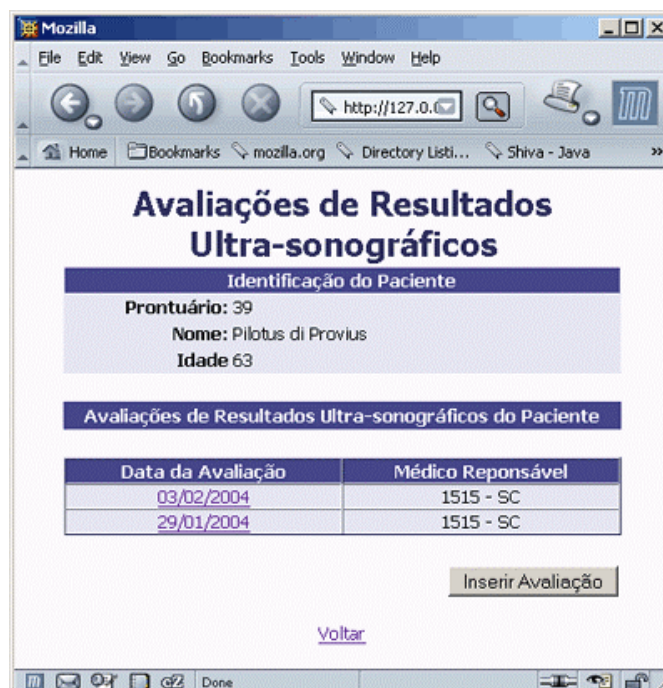 Mozilla
File Edit View Go Bookmarks Tools Window Help
http://127.0.0
Home Bookmarks mozilla.org Directory Listi... Shiva - Java »
Avaliações de Resultados
Ultra-sonográficos
Identificação do Paciente
Prontuário: 39
Nome: Pilotus di Provius
Idade 63
Avaliações de Resultados Ultra-sonográficos do Paciente
Data da Avaliação Médico Reponsável
03/02/2004 1515 - SC
29/01/2004 1515 - SC
Inserir Avaliação
Voltar
Done